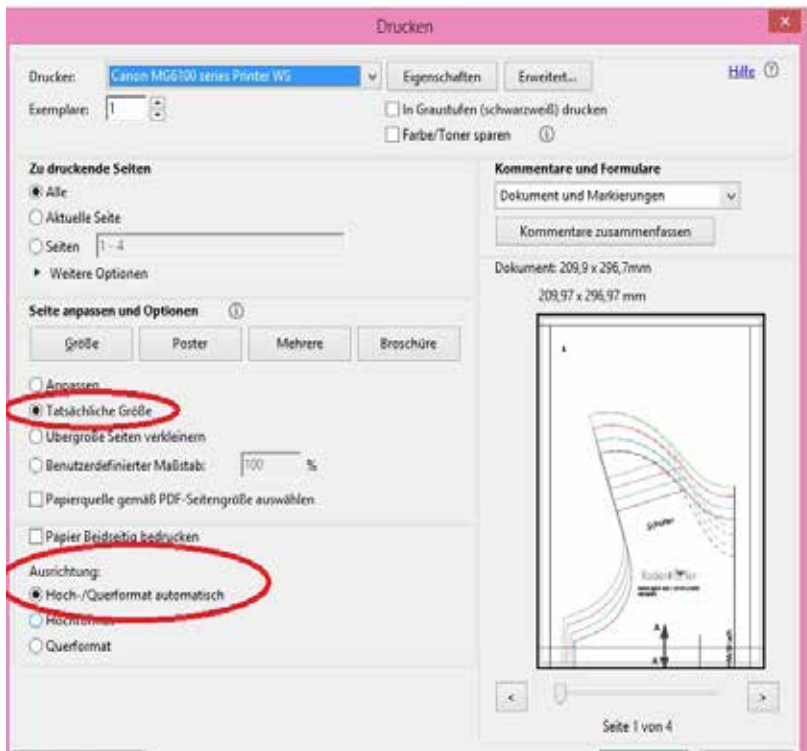 Drucken
Drucker: Canon MG6100 series Printer WS Eigenschaften Erweitert... Hilfe
Exemplare: 1 In Graustufen (schwarzweiß) drucken
Farbe/Toner sparen
Zu druckende Seiten
Alle
Aktuelle Seite
Seiten 1 - 4
Weitere Optionen
Seite anpassen und Optionen
Größe Poster Mehrere Broschüre
Anpassen
Tatsächliche Größe
Übergroße Seiten verkleinern
Benutzerdefinierter Maßstab: 100 %
Papierquelle gemäß PDF-Seitengröße auswählen
Papier Beidseitig bedrucken
Ausrichtung:
Hoch-/Querformat automatisch
Hochformat
Querformat
Kommentare und Formulare
Dokument und Markierungen
Kommentare zusammenfassen
Dokument: 209,9 x 296,7mm
209,97 x 296,97 mm
A
A
< >
Seite 1 von 4